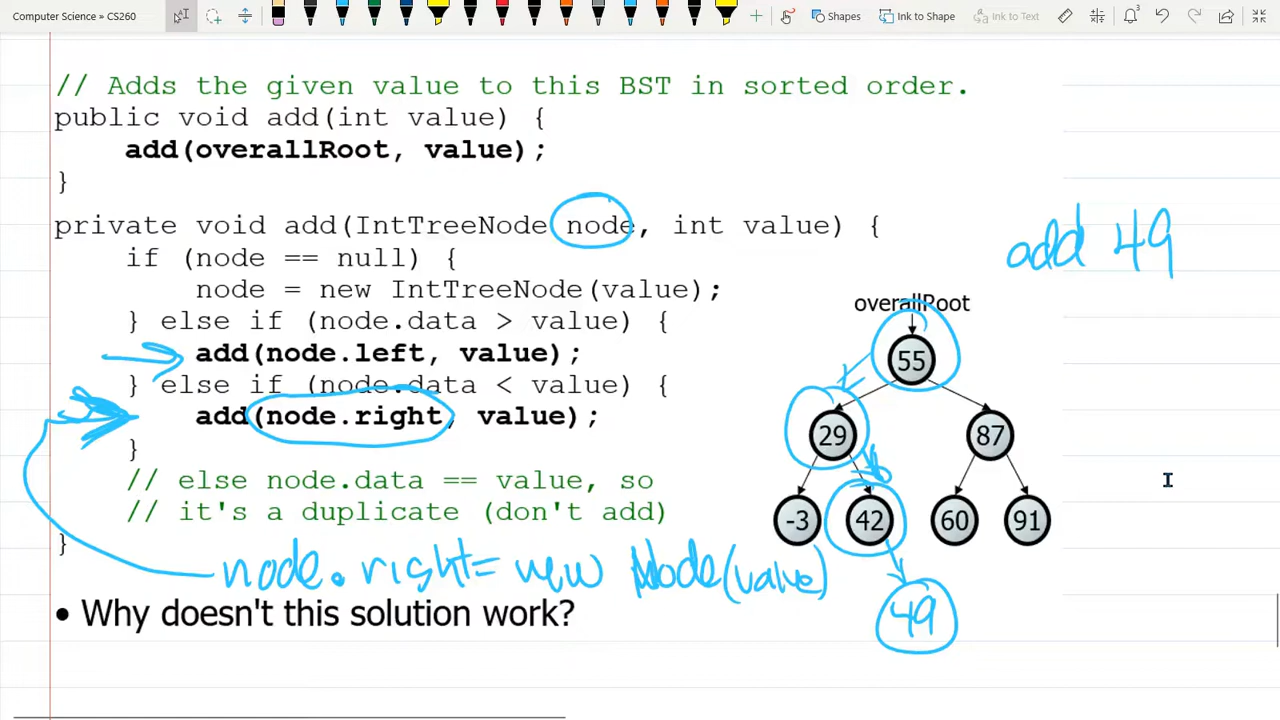 Computer Science » CS260
Shapes
Ink to Shape
Ink to Text
// Adds the given value to this BST in sorted order.
public void add(int value) {
add(overallRoot, value);
}
private void add(IntTreeNode node, int value) {
if (node == null) {
node = new IntTreeNode(value);
} else if (node.data > value) {
add(node.left, value);
} else if (node.data < value) {
add(node.right, value);
}
// else node.data == value, so
// it's a duplicate (don't add)
}
node.right = new Node(value)
• Why doesn't this solution work?
add 49
overallRoot
55
29 87
-3 42 60 91
49